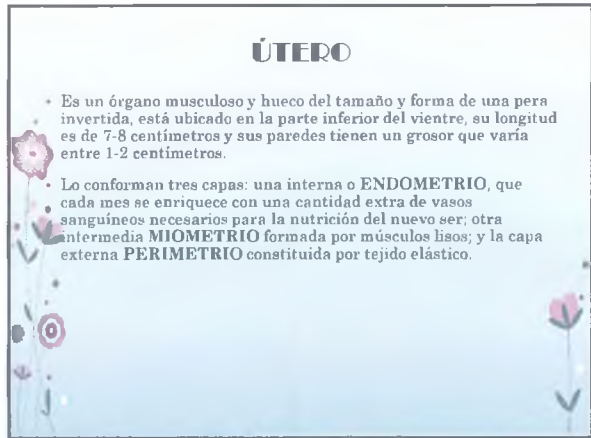 ÚTERO
• Es un órgano musculoso y hueco del tamaño y forma de una pera
invertida, está ubicado en la parte inferior del vientre, su longitud
es de 7-8 centímetros y sus paredes tienen un grosor que varía
entre 1-2 centímetros.
• Lo conforman tres capas: una interna o ENDOMETRIO, que
cada mes se enriquece con una cantidad extra de vasos
sanguíneos necesarios para la nutrición del nuevo ser; otra
intermedia MIOMETRIO formada por músculos lisos; y la capa
externa PERIMETRIO constituida por tejido elástico.